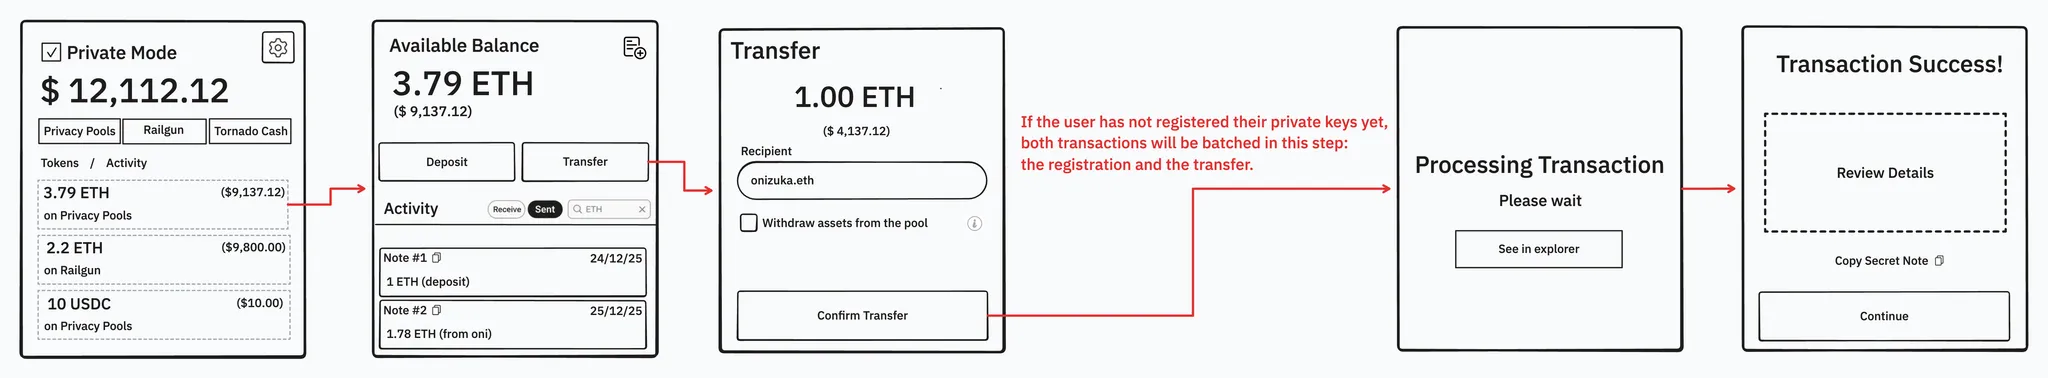 Private Mode
$ 12,112.12
Privacy Pools
Railgun
Tornado Cash
Tokens / Activity
3.79 ETH ($9,137.12)
on Privacy Pools
2.2 ETH ($9,800.00)
on Railgun
10 USDC ($10.00)
on Privacy Pools
Available Balance
3.79 ETH
($ 9,137.12)
Deposit
Transfer
Activity
Receive
Sent
ETH
Note #1 24/12/25
1 ETH (deposit)
Note #2 25/12/25
1.78 ETH (from oni)
Transfer
1.00 ETH
($ 4,137.12)
Recipient
onizuka.eth
Withdraw assets from the pool
Confirm Transfer
If the user has not registered their private keys yet,
both transactions will be batched in this step:
the registration and the transfer.
Processing Transaction
Please wait
See in explorer
Transaction Success!
Review Details
Copy Secret Note
Continue